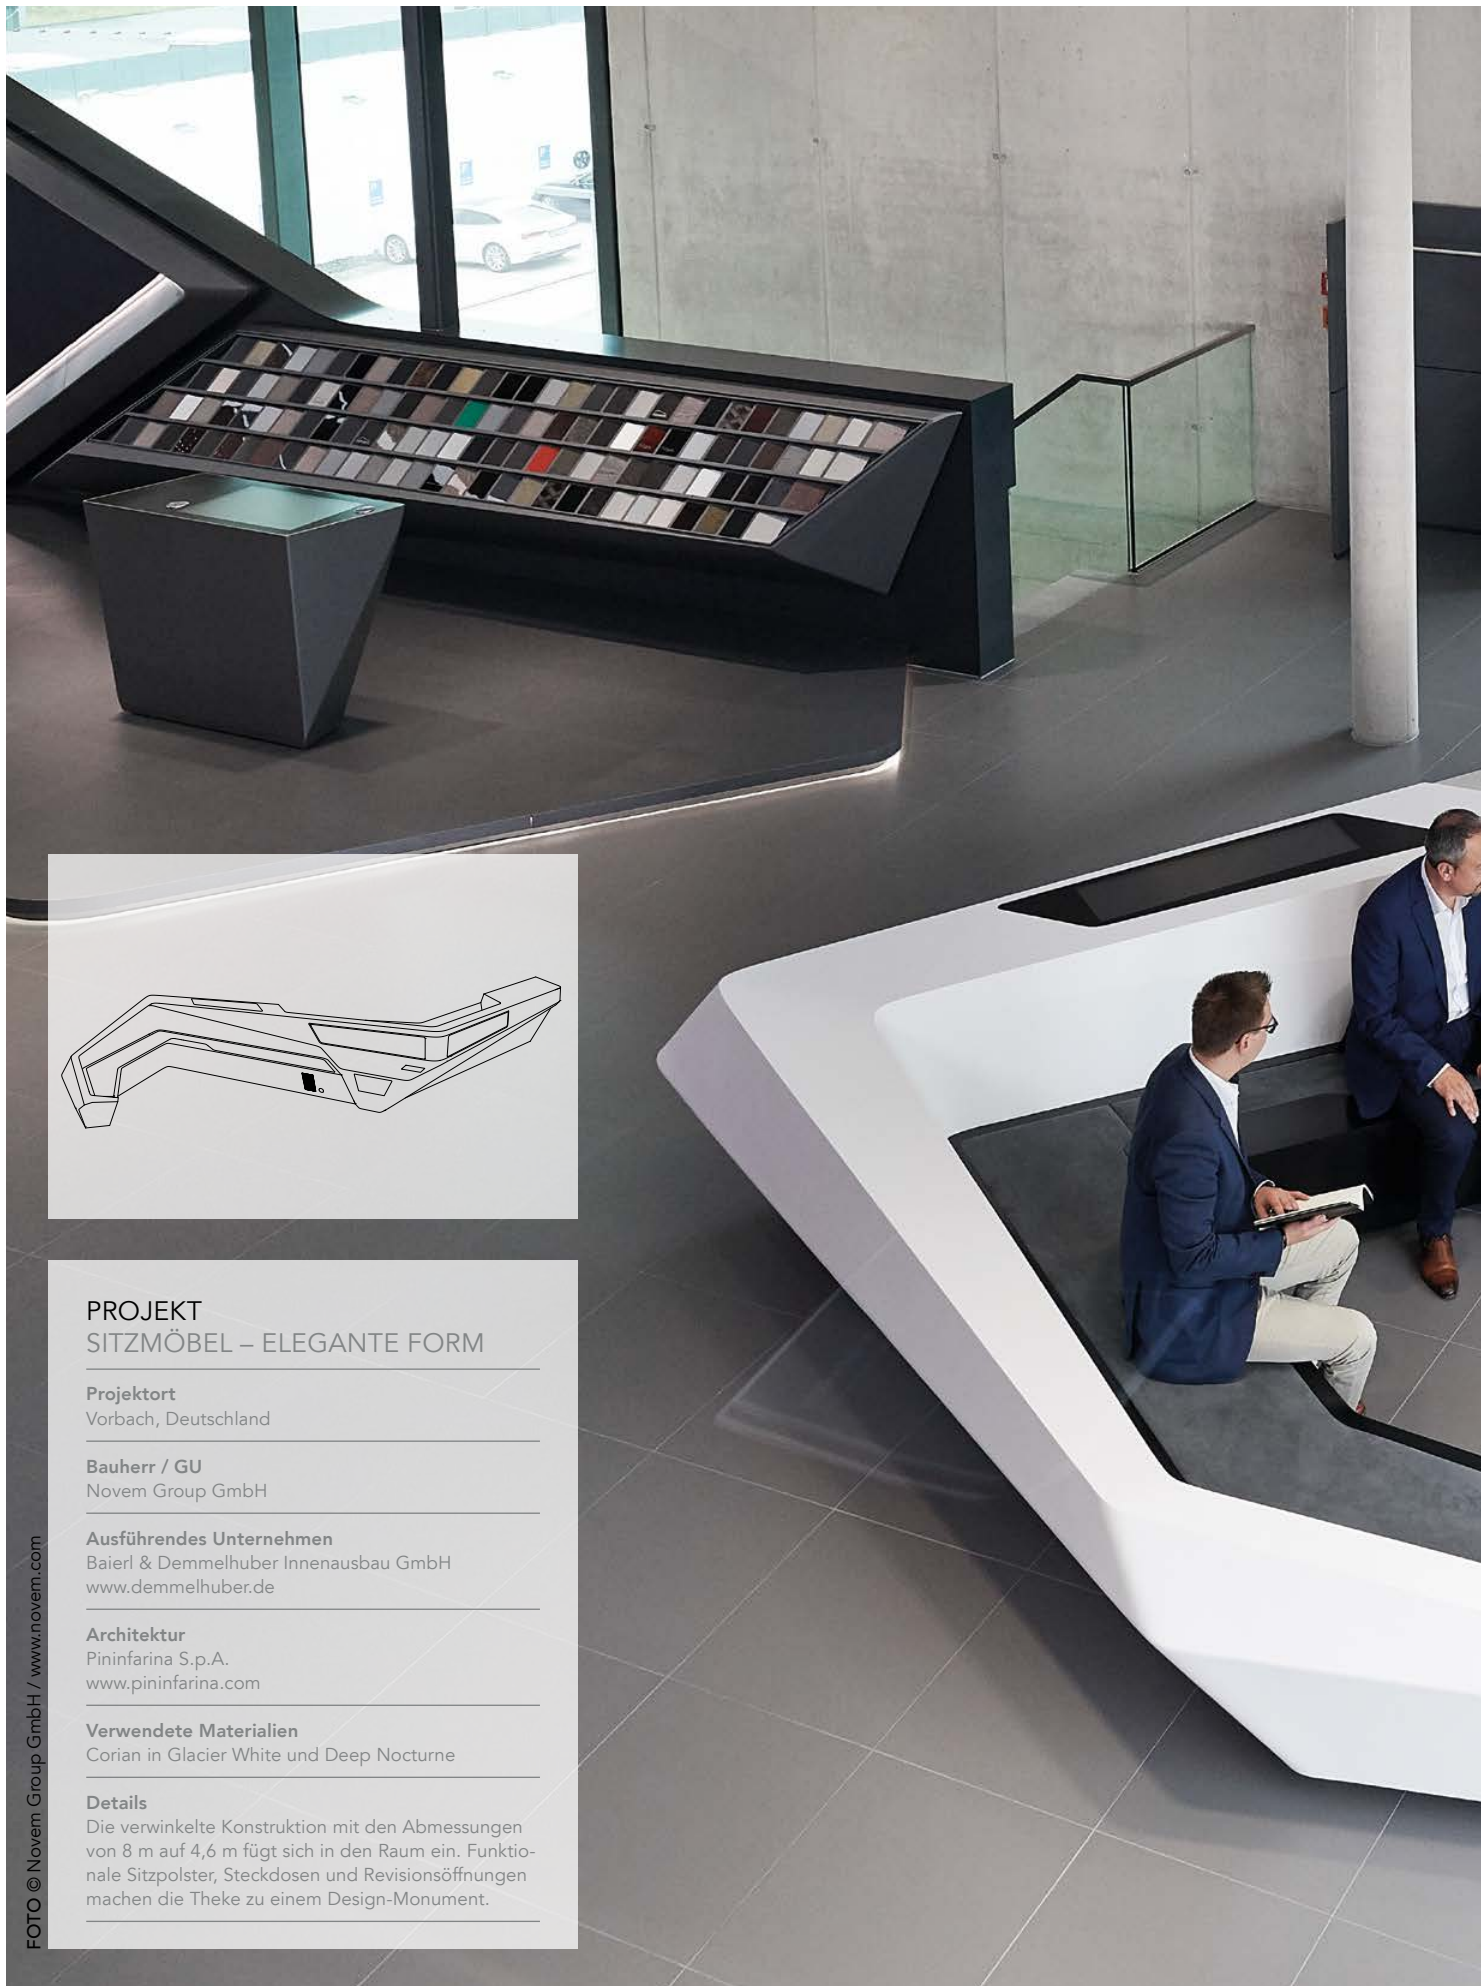 PROJEKT
SITZMÖBEL – ELEGANTE FORM
Projektort
Vorbach, Deutschland
Bauherr / GU
Novem Group GmbH
Ausführendes Unternehmen
Baierl & Demmelhuber Innenausbau GmbH
www.demmelhuber.de
Architektur
Pininfarina S.p.A.
www.pininfarina.com
Verwendete Materialien
Corian in Glacier White und Deep Nocturne
Details
Die verwinkelte Konstruktion mit den Abmessungen
von 8 m auf 4,6 m fügt sich in den Raum ein. Funktio-
nale Sitzpolster, Steckdosen und Revisionsöffnungen
machen die Theke zu einem Design-Monument.
FOTO © Novem Group GmbH / www.novem.com